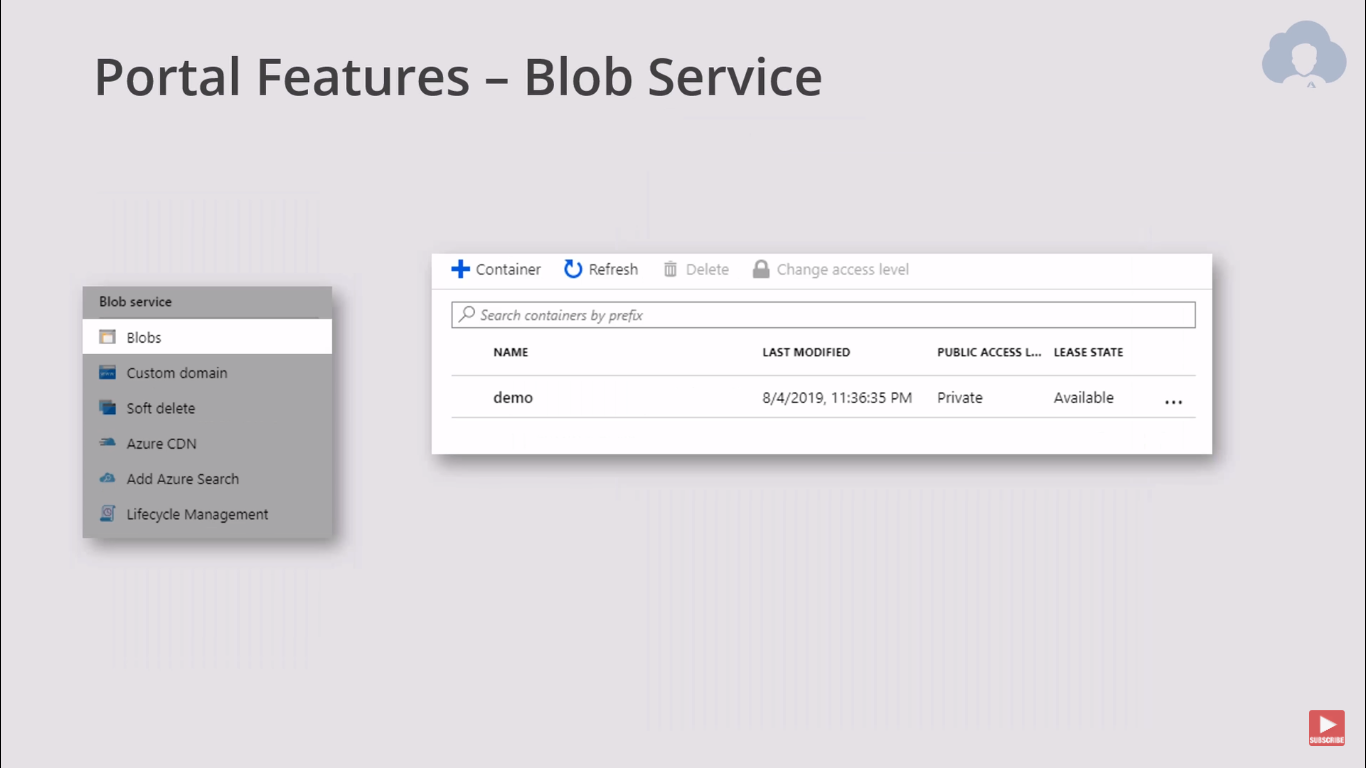 Portal Features – Blob Service
Blob service
Blobs
Custom domain
Soft delete
Azure CDN
Add Azure Search
Lifecycle Management
Container Refresh Delete Change access level
Search containers by prefix
NAME LAST MODIFIED PUBLIC ACCESS L... LEASE STATE
demo 8/4/2019, 11:36:35 PM Private Available ...
SUBSCRIBE